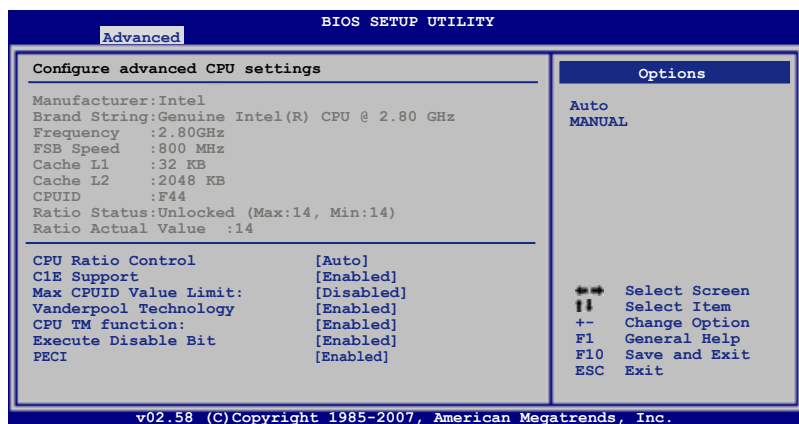 BIOS SETUP UTILITY
Advanced
Configure advanced CPU settings
Manufacturer:Intel
Brand String:Genuine Intel(R) CPU @ 2.80 GHz
Frequency :2.80GHz
FSB Speed :800 MHz
Cache L1 :32 KB
Cache L2 :2048 KB
CPUID :F44
Ratio Status:Unlocked (Max:14, Min:14)
Ratio Actual Value :14
CPU Ratio Control [Auto]
C1E Support [Enabled]
Max CPUID Value Limit: [Disabled]
Vanderpool Technology [Enabled]
CPU TM function: [Enabled]
Execute Disable Bit [Enabled]
PECI [Enabled]
Options
Auto
MANUAL
←→ Select Screen
↑↓ Select Item
+- Change Option
F1 General Help
F10 Save and Exit
ESC Exit
v02.58 (C)Copyright 1985-2007, American Megatrends, Inc.